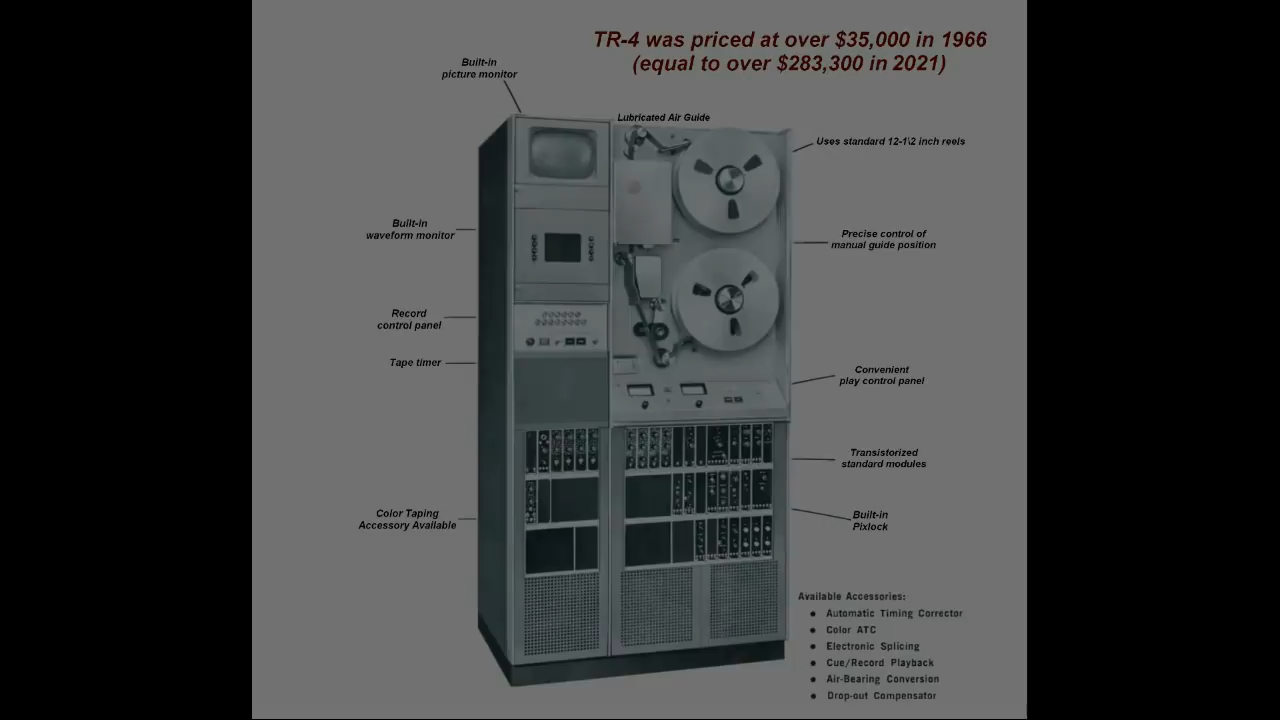 TR-4 was priced at over $35,000 in 1966
(equal to over $283,300 in 2021)
Built-in
picture monitor
Lubricated Air Guide
Uses standard 12-1\2 inch reels
Built-in
waveform monitor
Precise control of
manual guide position
Record
control panel
Tape timer
Convenient
play control panel
Transistorized
standard modules
Color Taping
Accessory Available
Built-in
Pixlock
Available Accessories:
● Automatic Timing Corrector
● Color ATC
● Electronic Splicing
● Cue/Record Playback
● Air-Bearing Conversion
● Drop-out Compensator